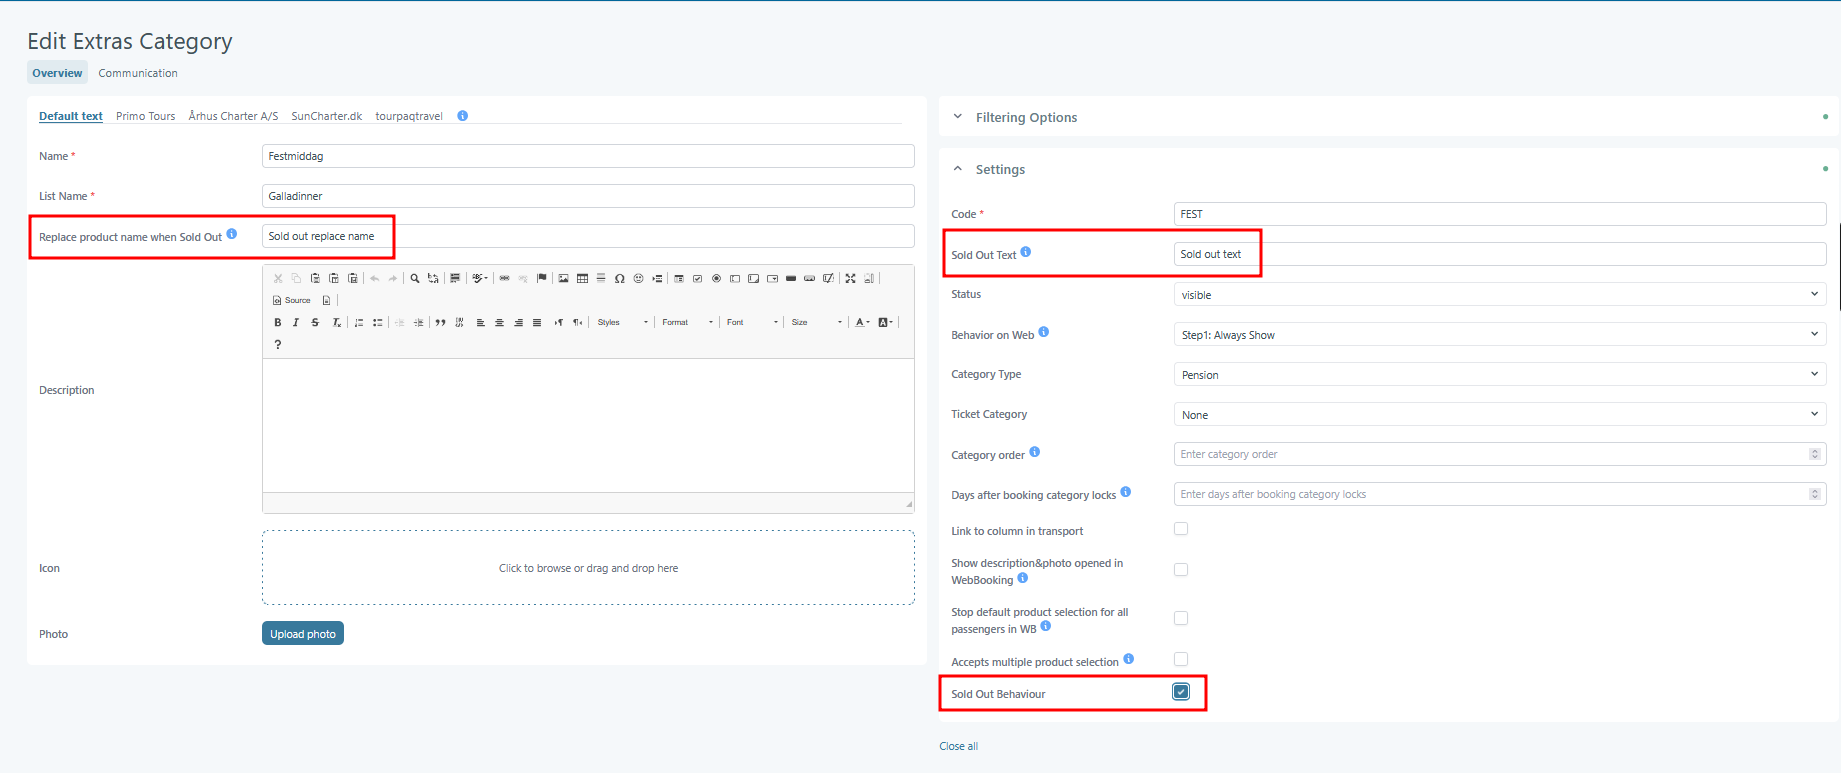 Edit Extras Category
Overview Communication
Default text Primo Tours Århus Charter A/S SunCharter.dk tourpaqtravel
Name * Festmiddag
List Name * Galladinner
Replace product name when Sold Out Sold out replace name
Source
Styles Format Font Size
?
Description
Icon Click to browse or drag and drop here
Photo Upload photo
Filtering Options
Settings
Code * FEST
Sold Out Text Sold out text
Status visible
Behavior on Web Step1: Always Show
Category Type Pension
Ticket Category None
Category order Enter category order
Days after booking category locks Enter days after booking category locks
Link to column in transport
Show description&photo opened in
WebBooking
Stop default product selection for all
passengers in WB
Accepts multiple product selection
Sold Out Behaviour
Close all